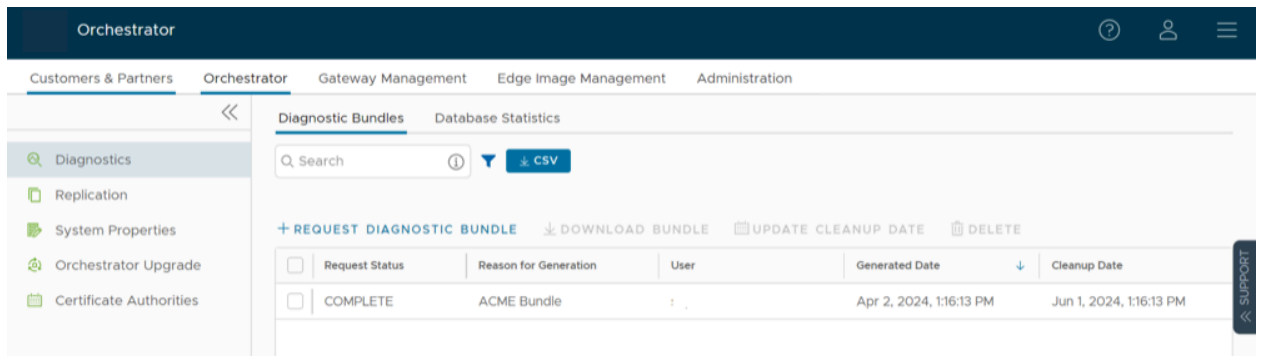 Orchestrator
Customers & Partners Orchestrator Gateway Management Edge Image Management Administration
Diagnostic Bundles Database Statistics
Diagnostics
Search
CSV
Replication
System Properties
REQUEST DIAGNOSTIC BUNDLE DOWNLOAD BUNDLE UPDATE CLEANUP DATE DELETE
Orchestrator Upgrade
Request Status Reason for Generation User Generated Date Cleanup Date
Certificate Authorities
COMPLETE ACME Bundle Apr 2, 2024, 1:16:13 PM Jun 1, 2024, 1:16:13 PM
SUPPORT